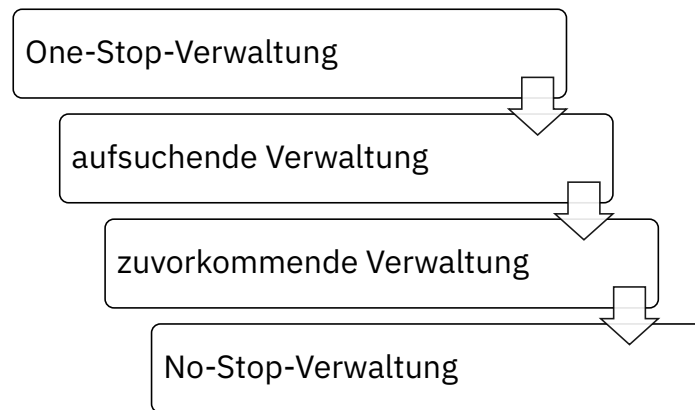 One-Stop-Verwaltung
aufsuchende Verwaltung
zuvorkommende Verwaltung
No-Stop-Verwaltung